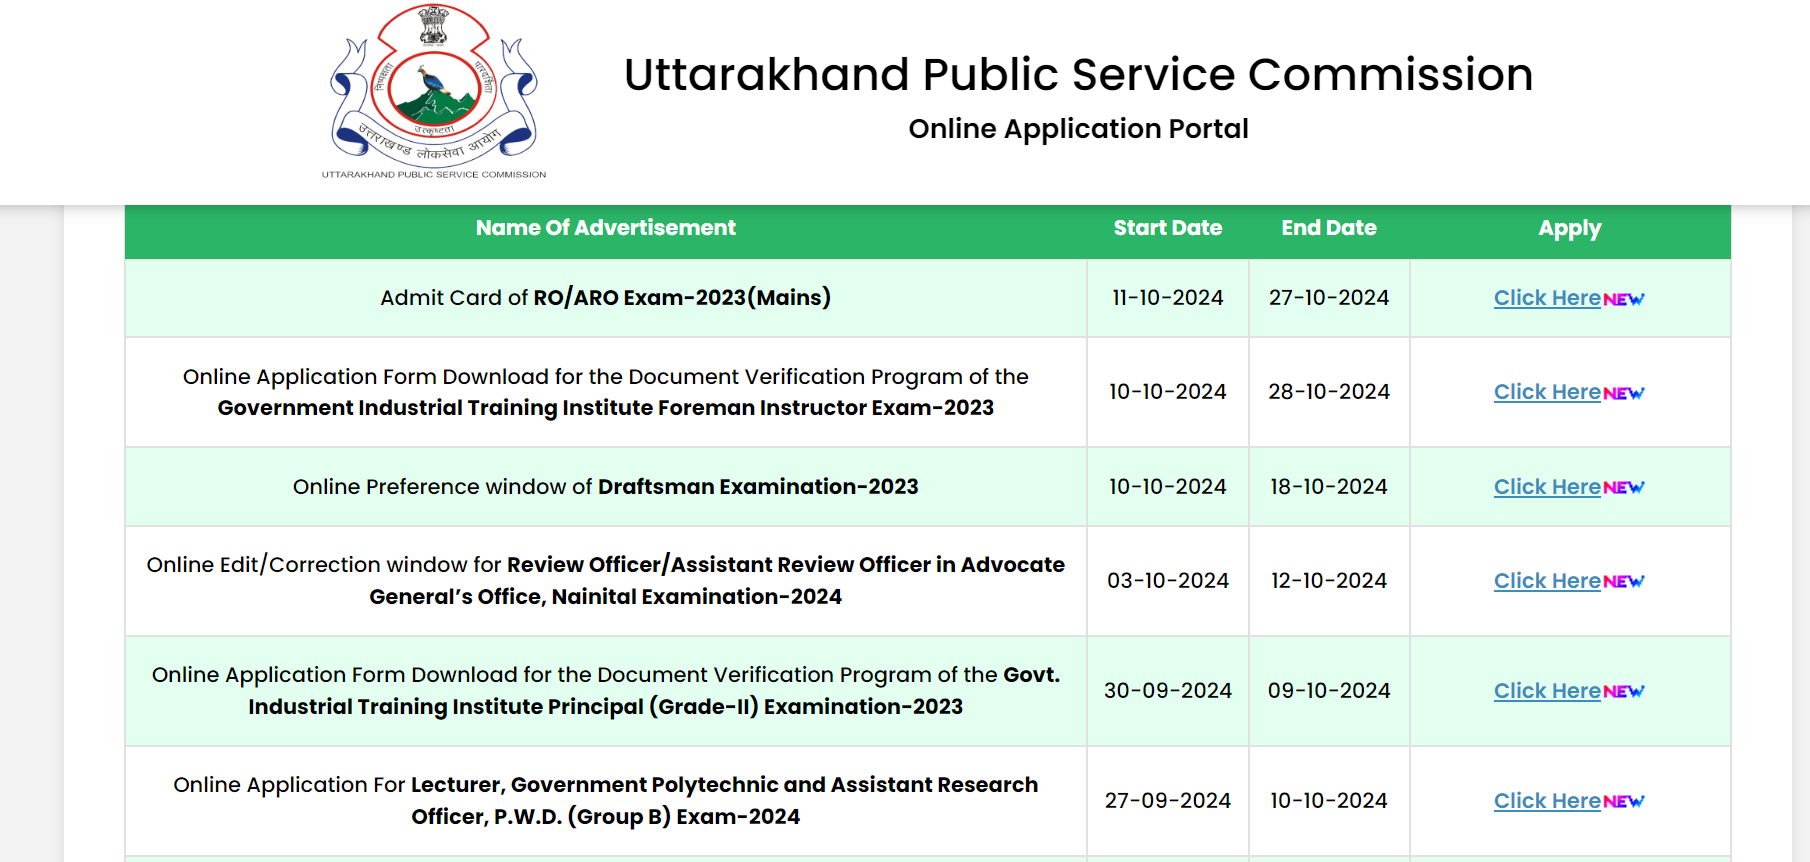 निष्पक्षता
पारदर्शिता
उत्कृष्टता
उत्तराखण्ड लोकसेवा आयोग
UTTARAKHAND PUBLIC SERVICE COMMISSION
Uttarakhand Public Service Commission
Online Application Portal
Name Of Advertisement Start Date End Date Apply
Admit Card of RO/ARO Exam-2023(Mains) 11-10-2024 27-10-2024 Click Here NEW
Online Application Form Download for the Document Verification Program of the
Government Industrial Training Institute Foreman Instructor Exam-2023 10-10-2024 28-10-2024 Click Here NEW
Online Preference window of Draftsman Examination-2023 10-10-2024 18-10-2024 Click Here NEW
Online Edit/Correction window for Review Officer/Assistant Review Officer in Advocate
General’s Office, Nainital Examination-2024 03-10-2024 12-10-2024 Click Here NEW
Online Application Form Download for the Document Verification Program of the Govt.
Industrial Training Institute Principal (Grade-II) Examination-2023 30-09-2024 09-10-2024 Click Here NEW
Online Application For Lecturer, Government Polytechnic and Assistant Research
Officer, P.W.D. (Group B) Exam-2024 27-09-2024 10-10-2024 Click Here NEW